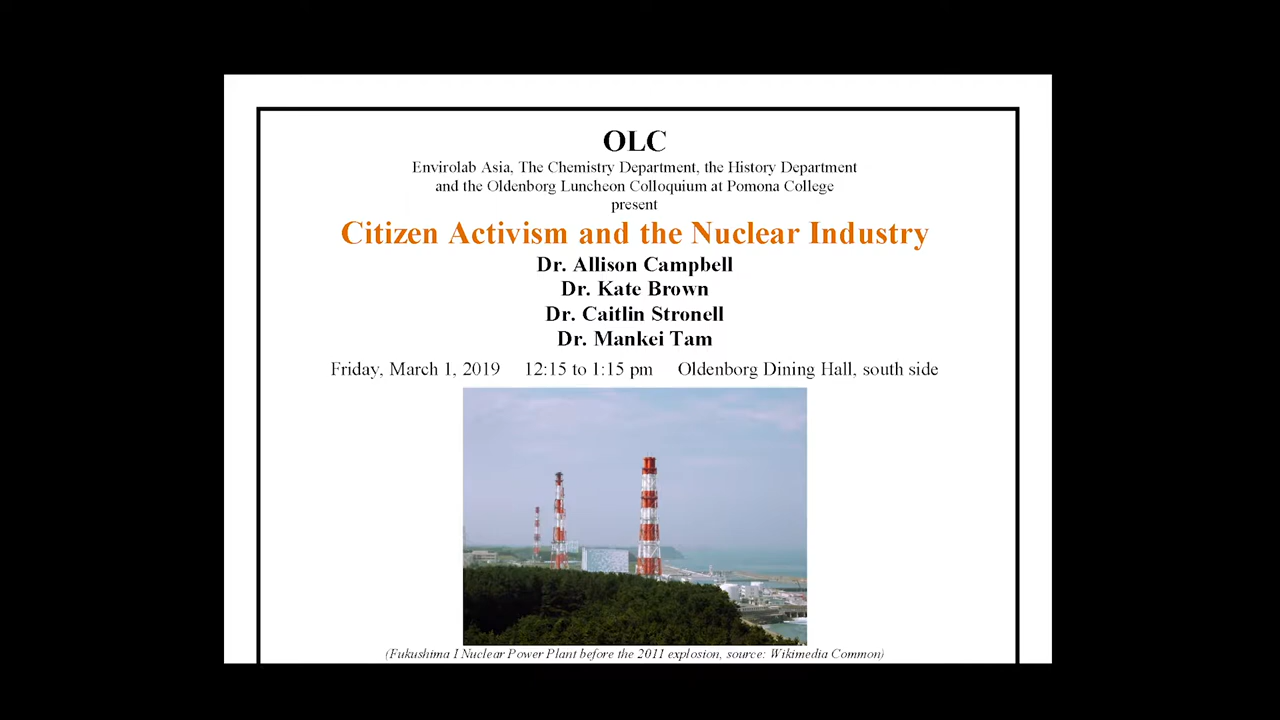 OLC
Envirolab Asia, The Chemistry Department, the History Department
and the Oldenborg Luncheon Colloquium at Pomona College
present
Citizen Activism and the Nuclear Industry
Dr. Allison Campbell
Dr. Kate Brown
Dr. Caitlin Stronell
Dr. Mankei Tam
Friday, March 1, 2019 12:15 to 1:15 pm Oldenborg Dining Hall, south side
(Fukushima I Nuclear Power Plant before the 2011 explosion, source: Wikimedia Common)